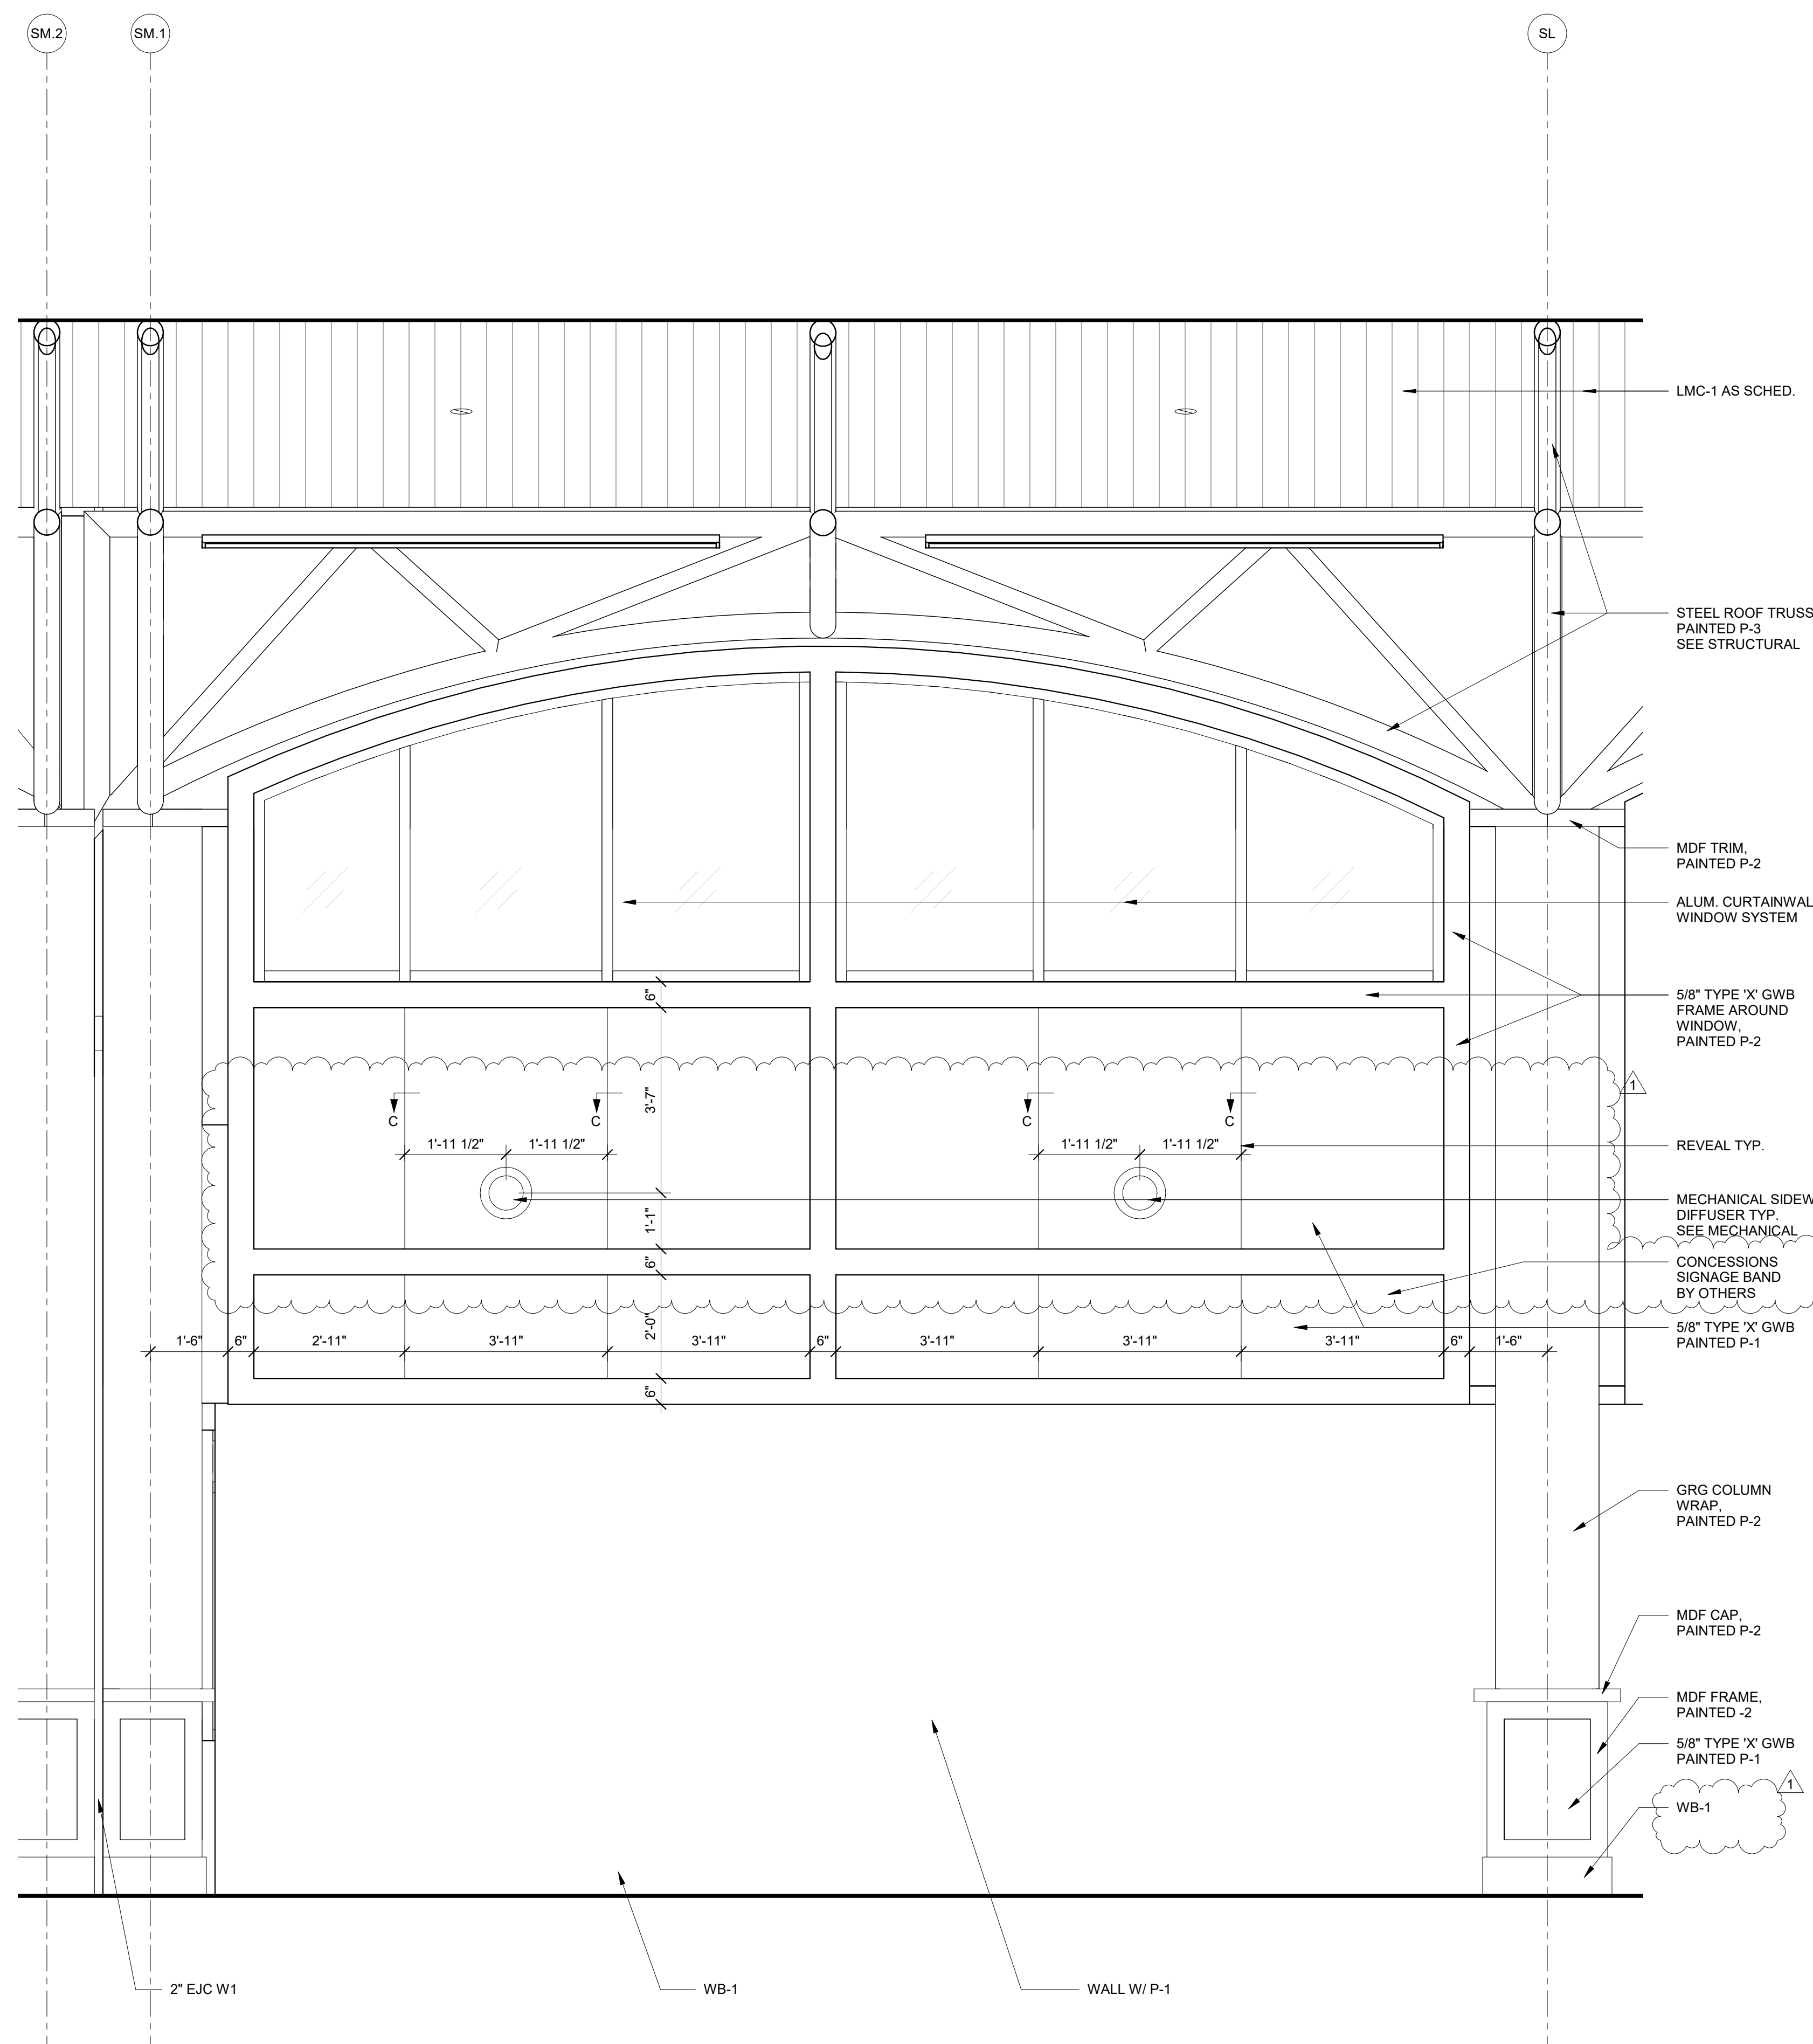 SM.2
SM.1
SL
LMC-1 AS SCHED.
STEEL ROOF TRUSS
PAINTED P-3
SEE STRUCTURAL
MDF TRIM,
PAINTED P-2
ALUM. CURTAINWAL
WINDOW SYSTEM
6"
5/8" TYPE 'X' GWB
FRAME AROUND
WINDOW,
PAINTED P-2
1
3'-7"
C
C
C
C
1'-11 1/2"
1'-11 1/2"
1'-11 1/2"
1'-11 1/2"
REVEAL TYP.
MECHANICAL SIDEW
DIFFUSER TYP.
SEE MECHANICAL
1'-1"
6"
CONCESSIONS
SIGNAGE BAND
BY OTHERS
2'-0"
5/8" TYPE 'X' GWB
PAINTED P-1
1'-6"
6"
2'-11"
3'-11"
3'-11"
6"
3'-11"
3'-11"
3'-11"
6"
1'-6"
6"
GRG COLUMN
WRAP,
PAINTED P-2
MDF CAP,
PAINTED P-2
MDF FRAME,
PAINTED -2
5/8" TYPE 'X' GWB
PAINTED P-1
1
WB-1
2" EJC W1
WB-1
WALL W/ P-1